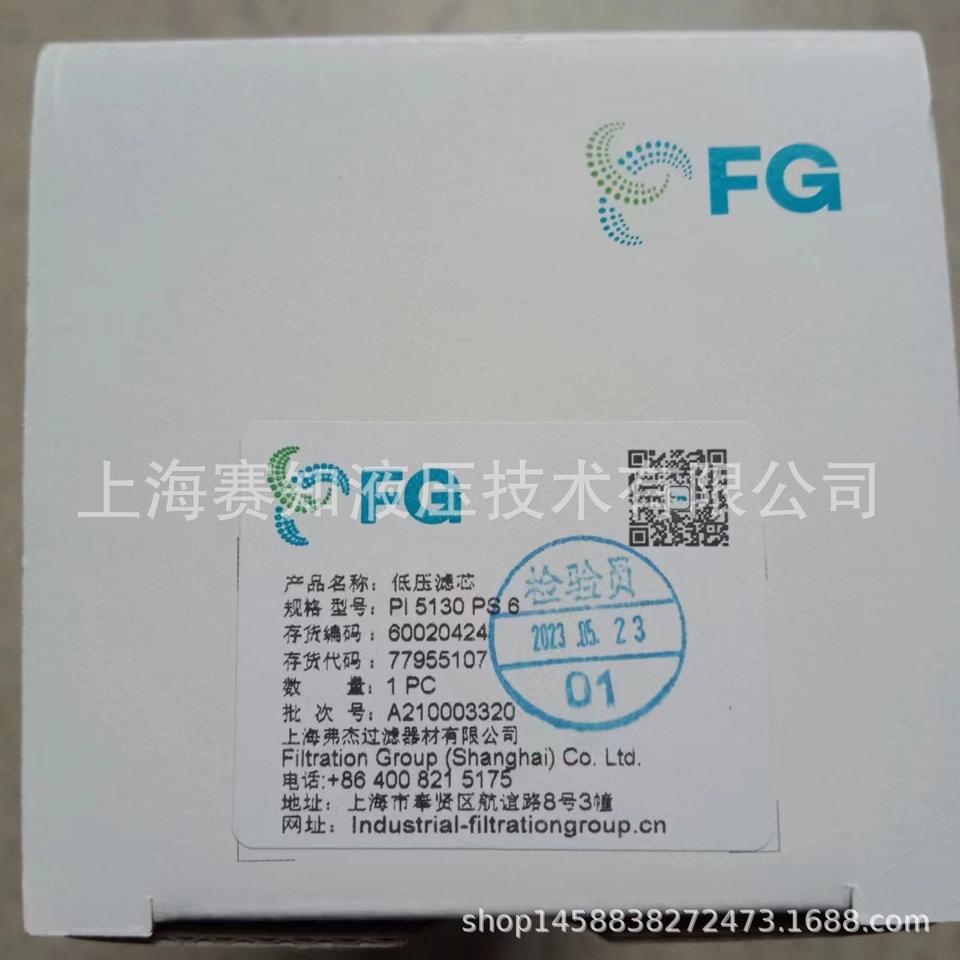 FG
上海赛如液压技术有限公司
FG
产品名称：低压滤芯
规格 型号：PI 5130 PS 6
存货编码：60020424
存货代码：77955107
数 量：1 PC
批 次 号：A210003320
上海弗杰过滤器材有限公司
Filtration Group (Shanghai) Co. Ltd.
电话:+86 400 821 5175
地址：上海市奉贤区航谊路8号3幢
网址：Industrial-filtrationgroup.cn
检验员
2023.05.23
01
shop1458838272473.1688.com